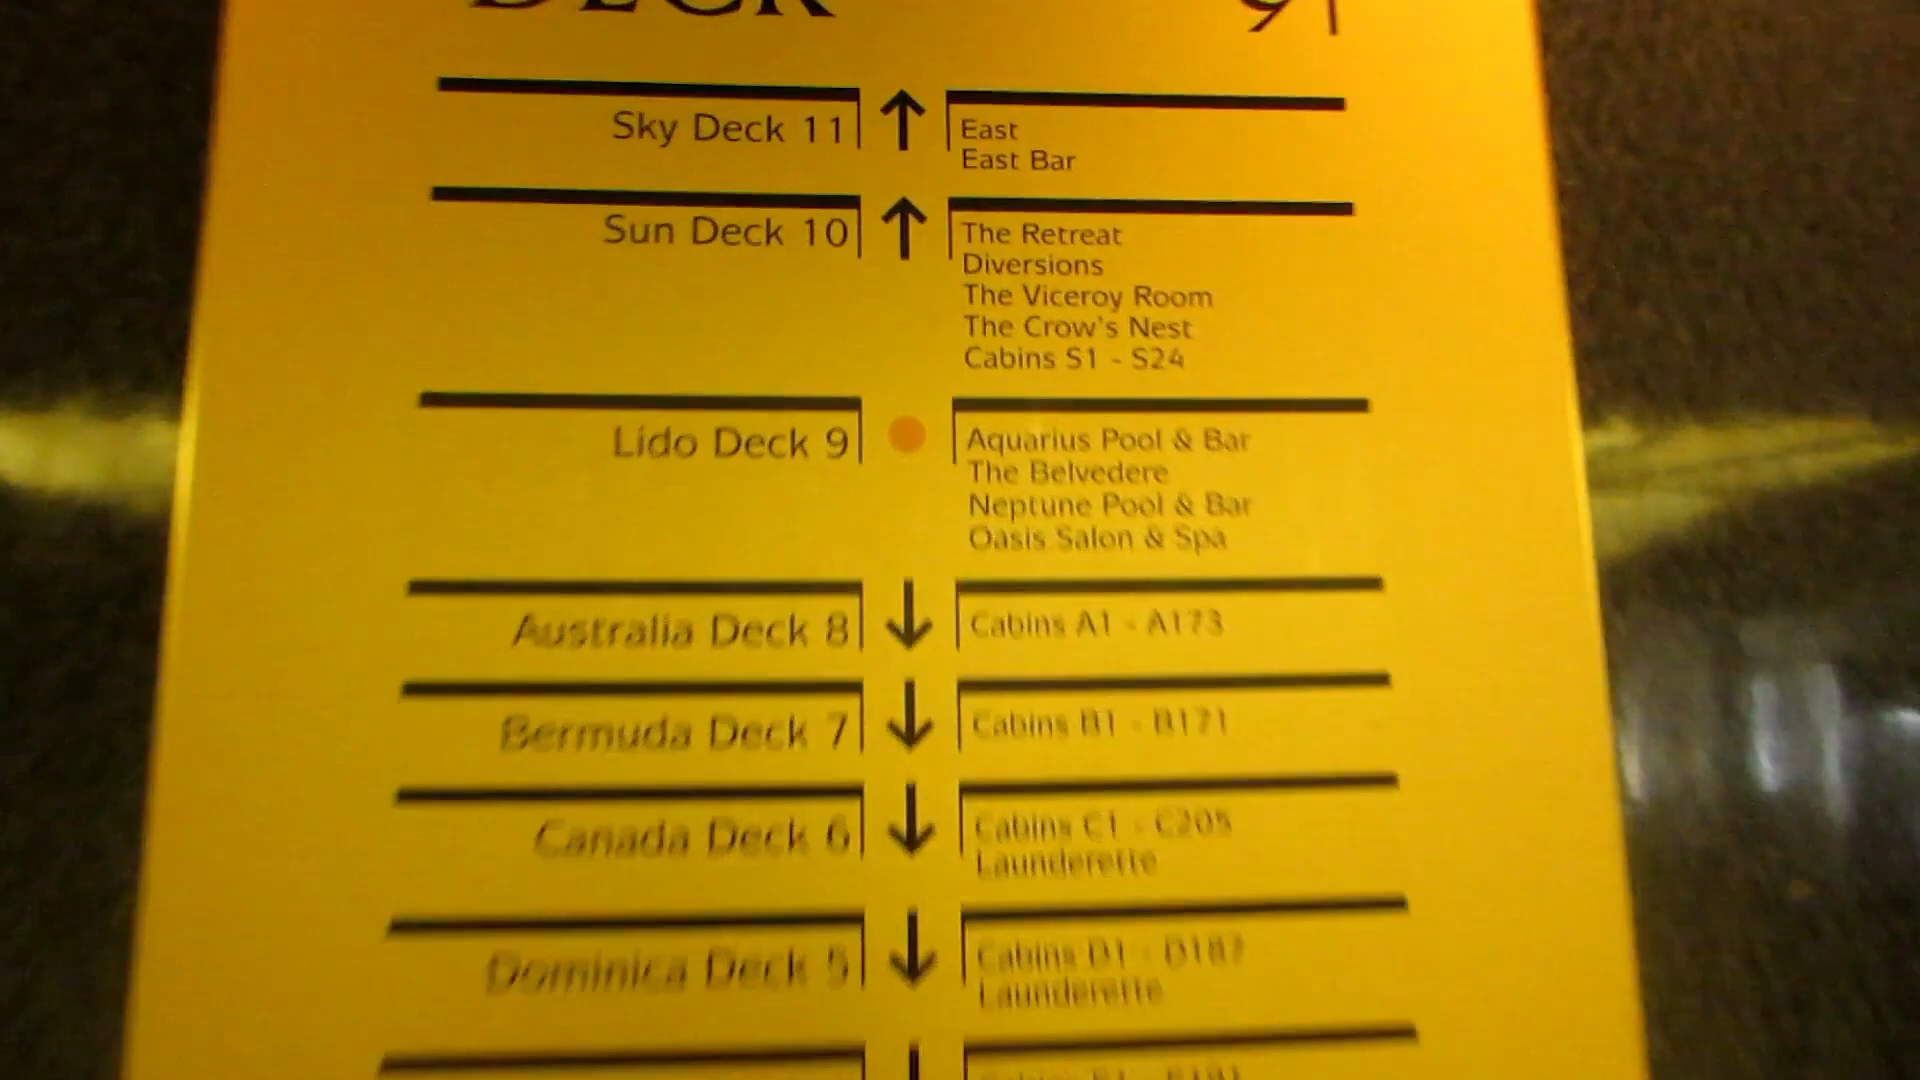 DECK 9
Sky Deck 11
East
East Bar
Sun Deck 10
The Retreat
Diversions
The Viceroy Room
The Crow's Nest
Cabins S1 - S24
Lido Deck 9
Aquarius Pool & Bar
The Belvedere
Neptune Pool & Bar
Oasis Salon & Spa
Australia Deck 8
Cabins A1 - A173
Bermuda Deck 7
Cabins B1 - B171
Canada Deck 6
Cabins C1 - C205
Launderette
Dominica Deck 5
Cabins D1 - D187
Launderette